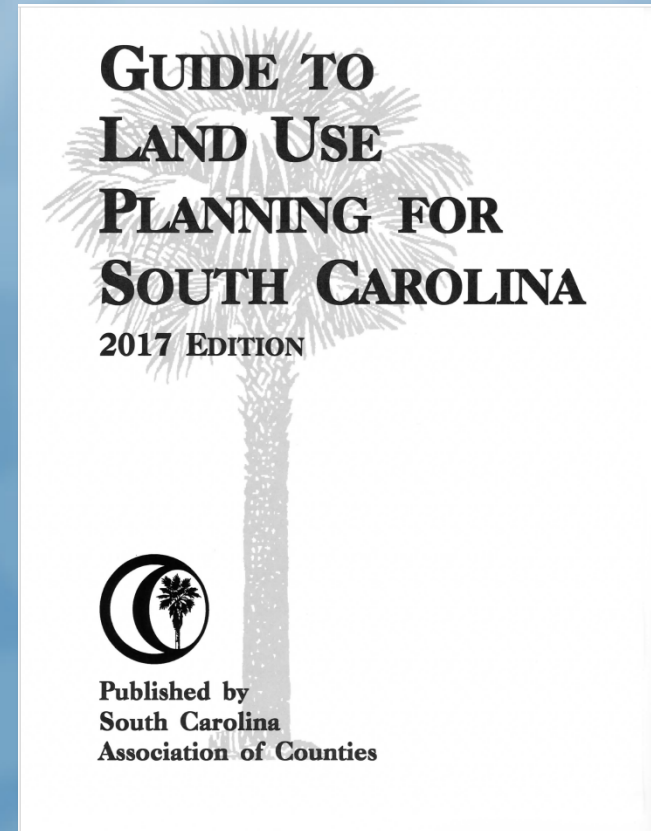 GUIDE TO
LAND USE
PLANNING FOR
SOUTH CAROLINA
2017 EDITION
Published by
South Carolina
Association of Counties